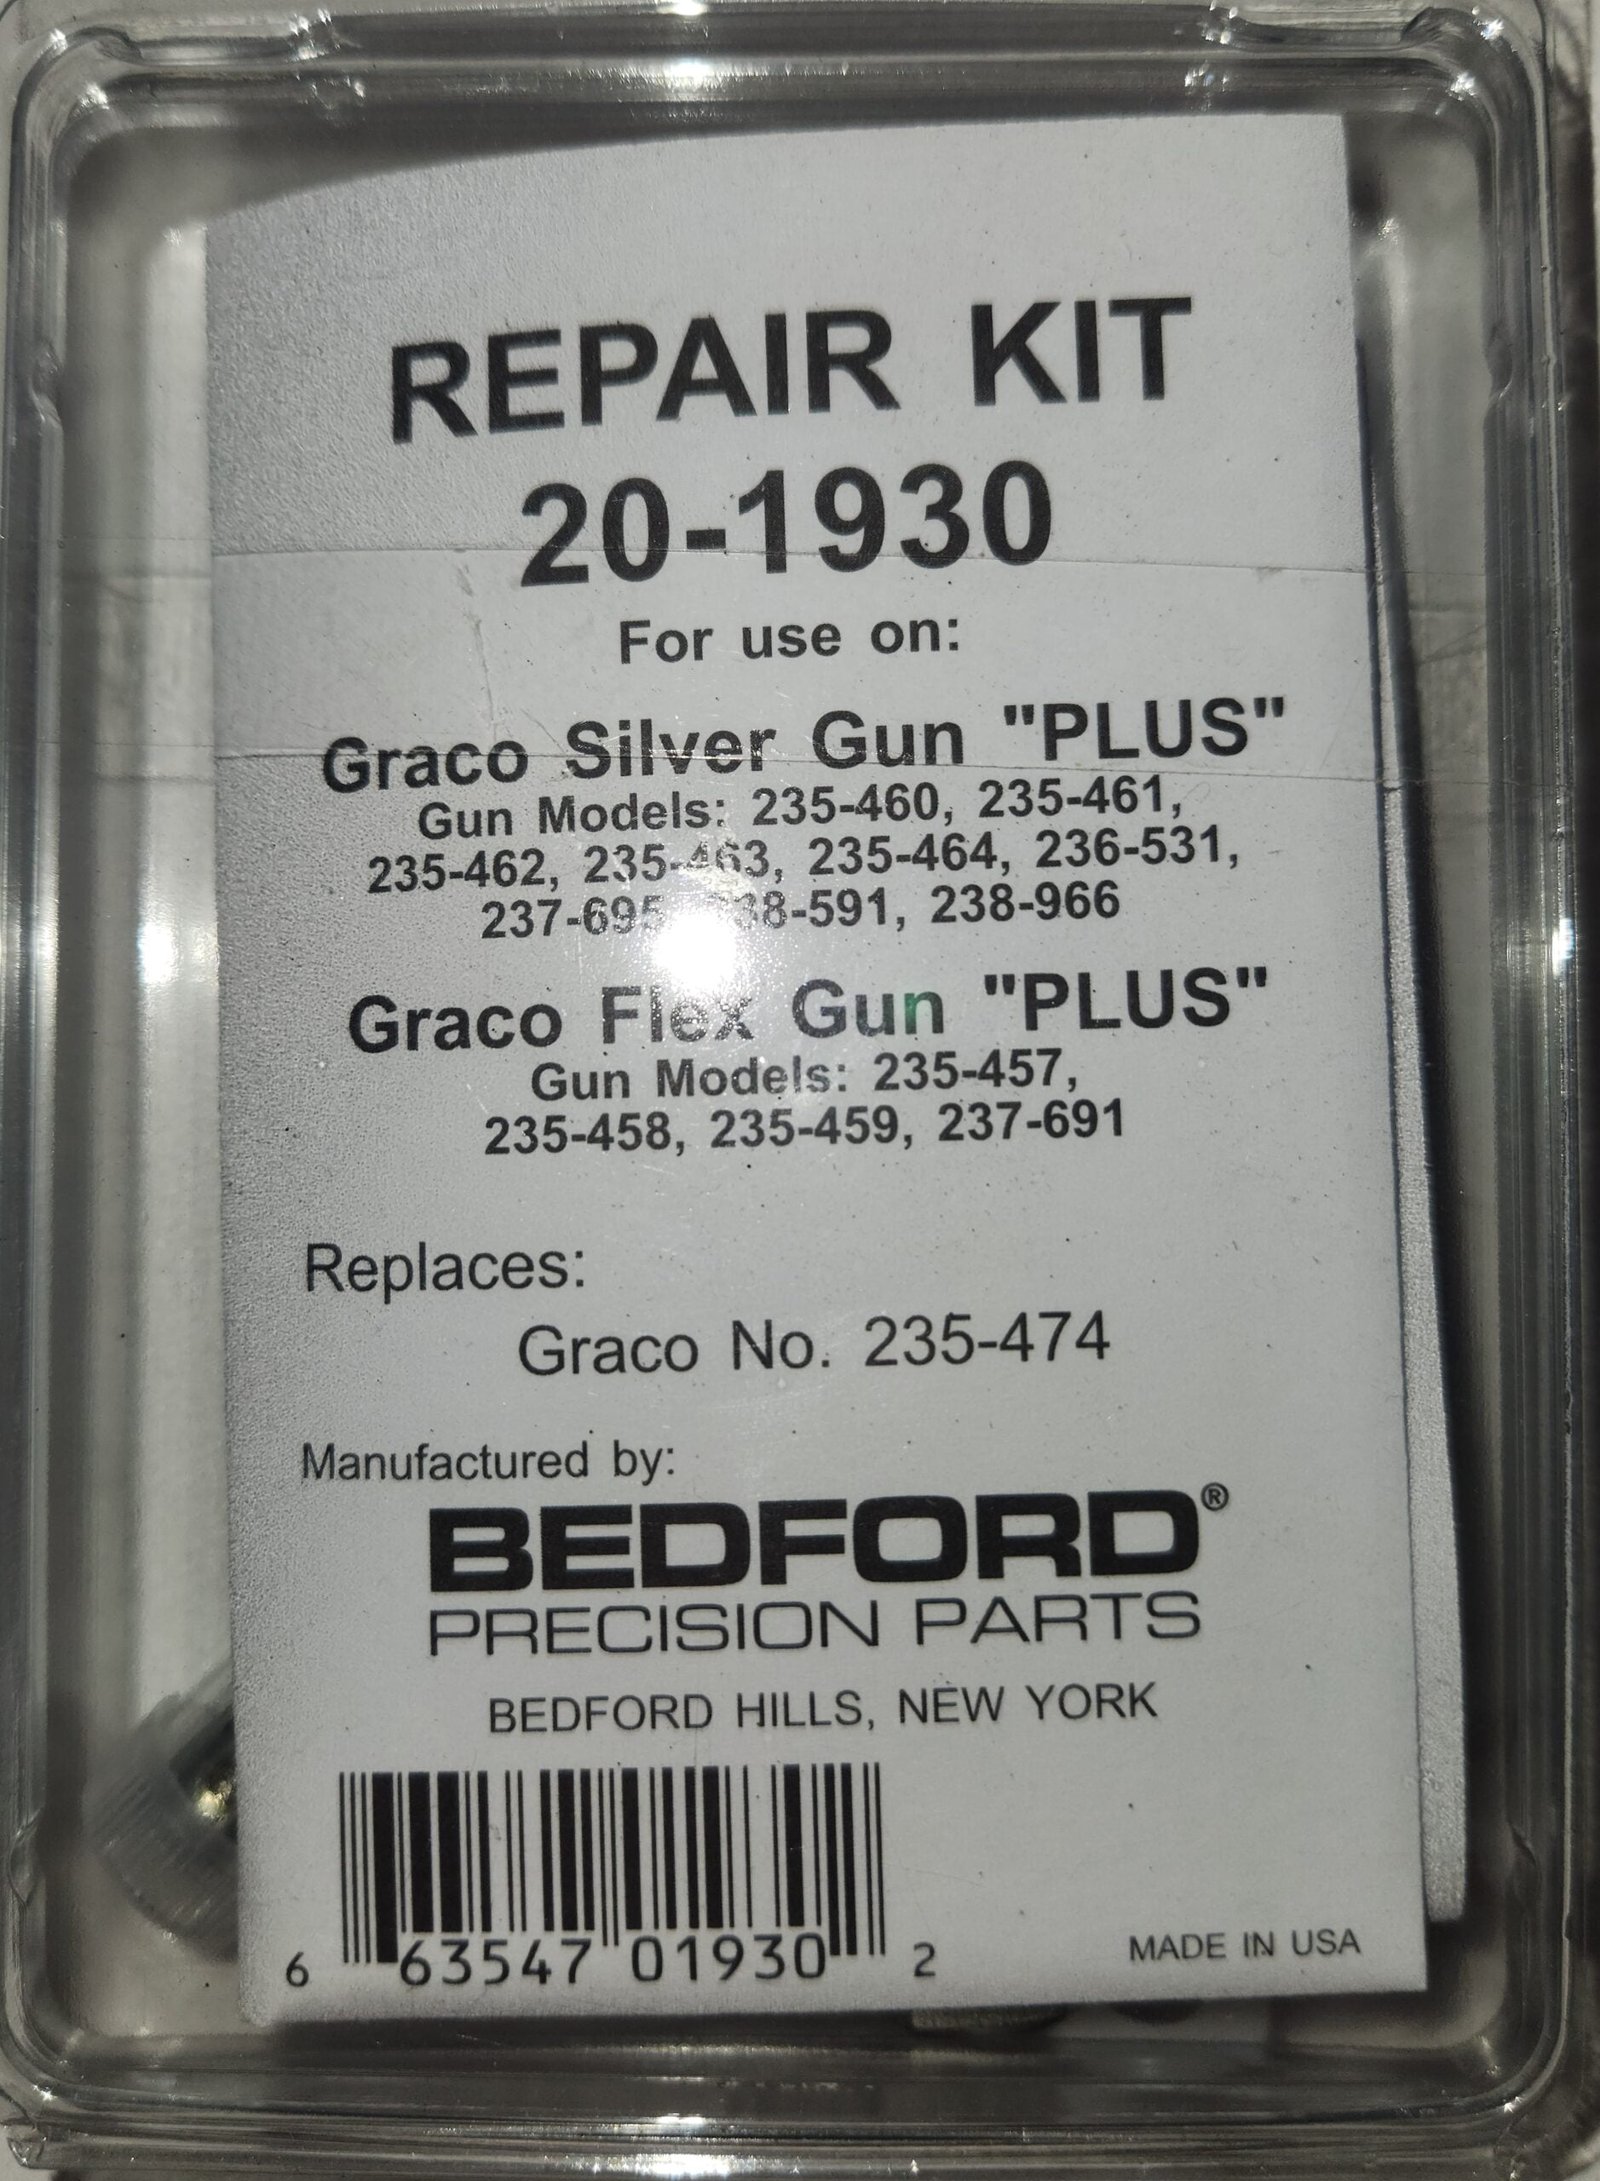 REPAIR KIT
20-1930
For use on:
Graco Silver Gun "PLUS"
Gun Models: 235-460, 235-461,
235-462, 235-463, 235-464, 236-531,
237-695, 238-591, 238-966
Graco Flex Gun "PLUS"
Gun Models: 235-457,
235-458, 235-459, 237-691
Replaces:
Graco No. 235-474
Manufactured by:
BEDFORD®
PRECISION PARTS
BEDFORD HILLS, NEW YORK
6 63547 01930 2
MADE IN USA